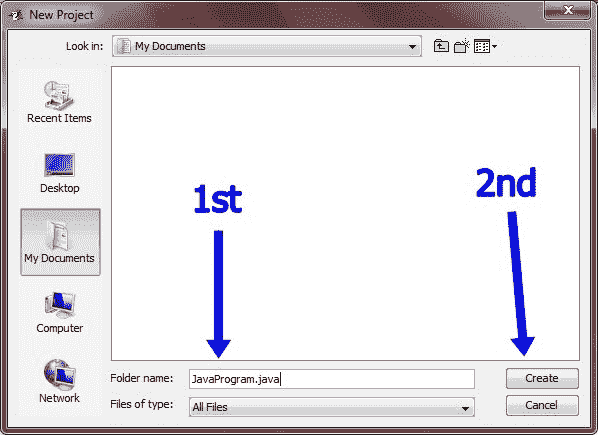 New Project
Look in: My Documents
Recent Items
Desktop
My Documents
Computer
Network
1st
2nd
Folder name: JavaProgram.java Create
Files of type: All Files Cancel